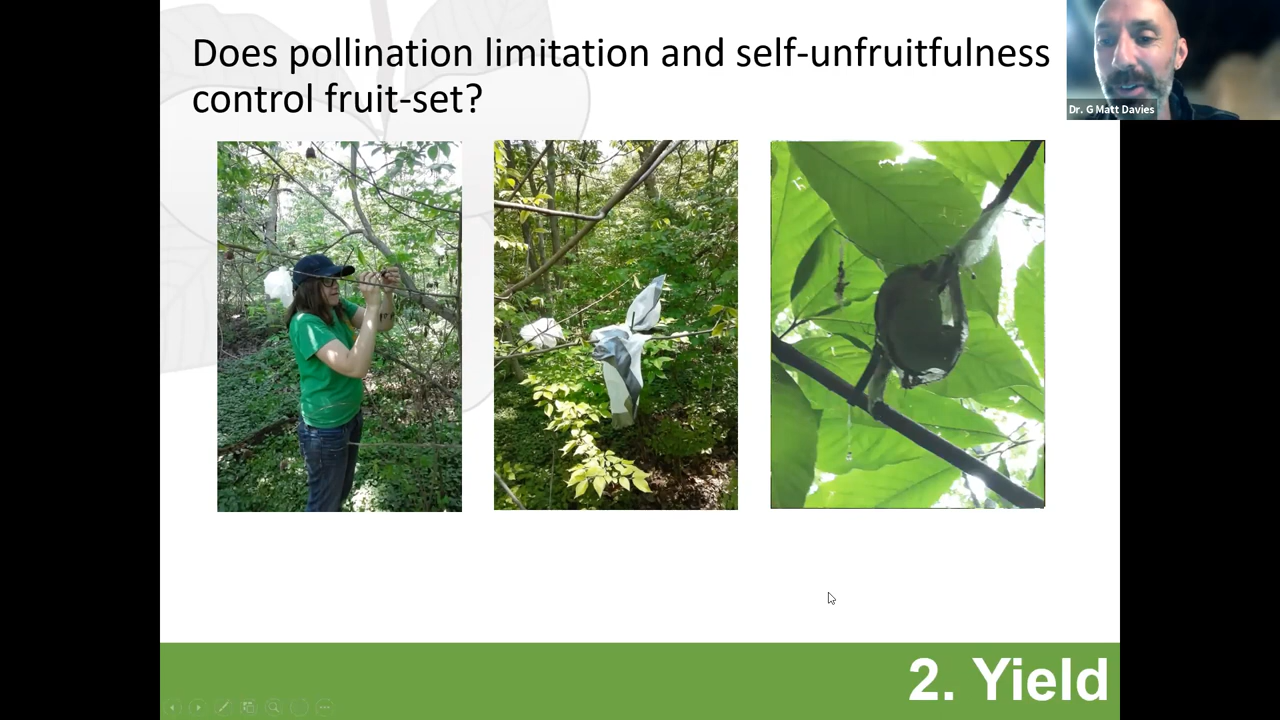 Does pollination limitation and self-unfruitfulness
control fruit-set?
Dr. G Matt Davies
2. Yield